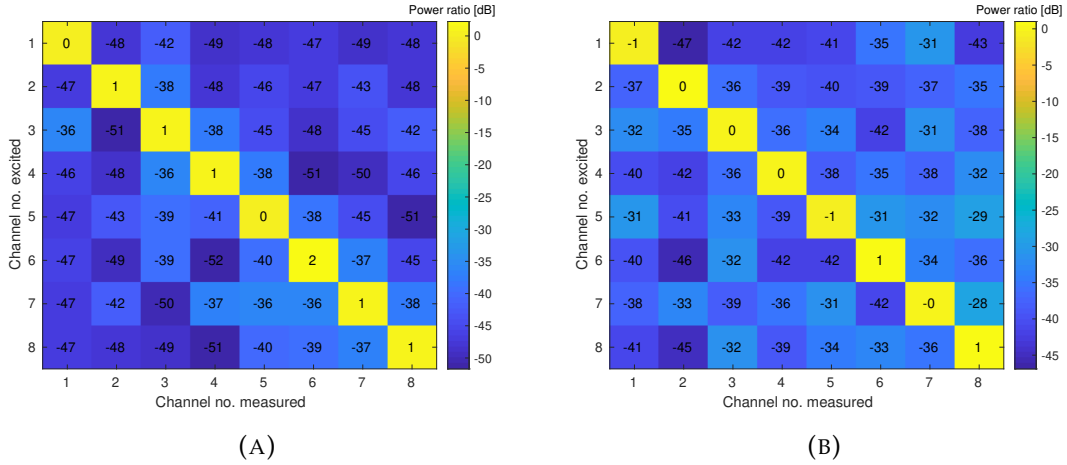 Power ratio [dB]
1 0 -48 -42 -49 -48 -47 -49 -48
2 -47 1 -38 -48 -46 -47 -43 -48
3 -36 -51 1 -38 -45 -48 -45 -42
4 -46 -48 -36 1 -38 -51 -50 -46
5 -47 -43 -39 -41 0 -38 -45 -51
6 -47 -49 -39 -52 -40 2 -37 -45
7 -47 -42 -50 -37 -36 -36 1 -38
8 -47 -48 -49 -51 -40 -39 -37 1
1 2 3 4 5 6 7 8
Channel no. measured
Channel no. excited
0
-5
-10
-15
-20
-25
-30
-35
-40
-45
-50
(A)
Power ratio [dB]
1 -1 -47 -42 -42 -41 -35 -31 -43
2 -37 0 -36 -39 -40 -39 -37 -35
3 -32 -35 0 -36 -34 -42 -31 -38
4 -40 -42 -36 0 -38 -35 -38 -32
5 -31 -41 -33 -39 -1 -31 -32 -29
6 -40 -46 -32 -42 -42 1 -34 -36
7 -38 -33 -39 -36 -31 -42 -0 -28
8 -41 -45 -32 -39 -34 -33 -36 1
1 2 3 4 5 6 7 8
Channel no. measured
Channel no. excited
0
-5
-10
-15
-20
-25
-30
-35
-40
-45
(B)